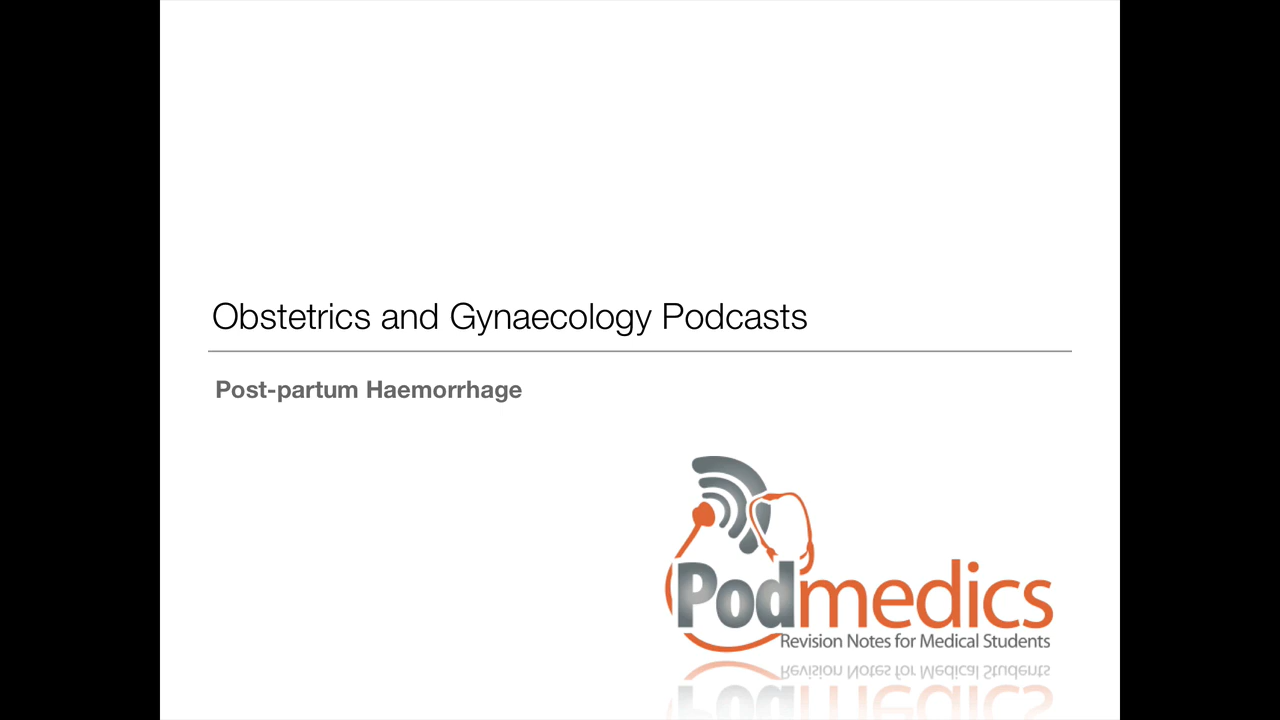 Obstetrics and Gynaecology Podcasts
Post-partum Haemorrhage
Podmedics
Revision Notes for Medical Students